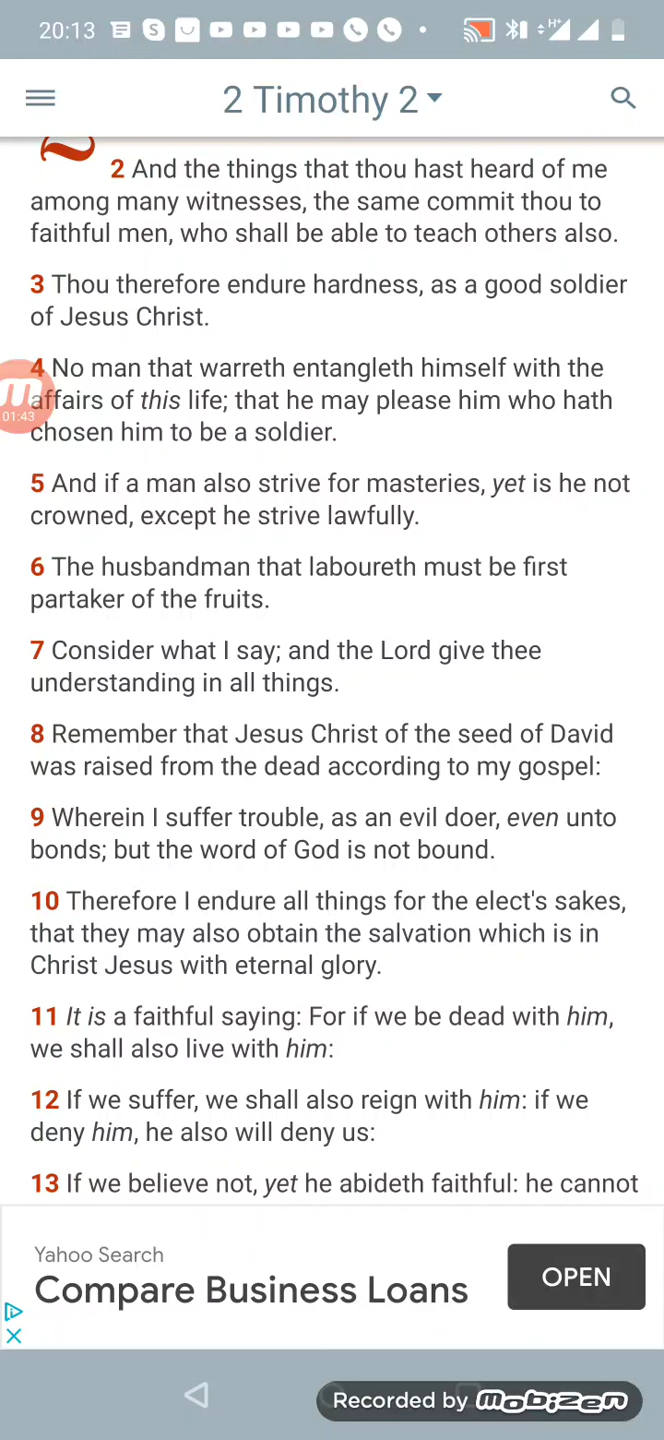 20:13
H+
2 Timothy 2
2 And the things that thou hast heard of me
among many witnesses, the same commit thou to
faithful men, who shall be able to teach others also.
3 Thou therefore endure hardness, as a good soldier
of Jesus Christ.
4 No man that warreth entangleth himself with the
affairs of this life; that he may please him who hath
01:43
chosen him to be a soldier.
5 And if a man also strive for masteries, yet is he not
crowned, except he strive lawfully.
6 The husbandman that laboureth must be first
partaker of the fruits.
7 Consider what I say; and the Lord give thee
understanding in all things.
8 Remember that Jesus Christ of the seed of David
was raised from the dead according to my gospel:
9 Wherein I suffer trouble, as an evil doer, even unto
bonds; but the word of God is not bound.
10 Therefore I endure all things for the elect's sakes,
that they may also obtain the salvation which is in
Christ Jesus with eternal glory.
11 It is a faithful saying: For if we be dead with him,
we shall also live with him:
12 If we suffer, we shall also reign with him: if we
deny him, he also will deny us:
13 If we believe not, yet he abideth faithful: he cannot
Yahoo Search
Compare Business Loans
OPEN
Recorded by mobizen